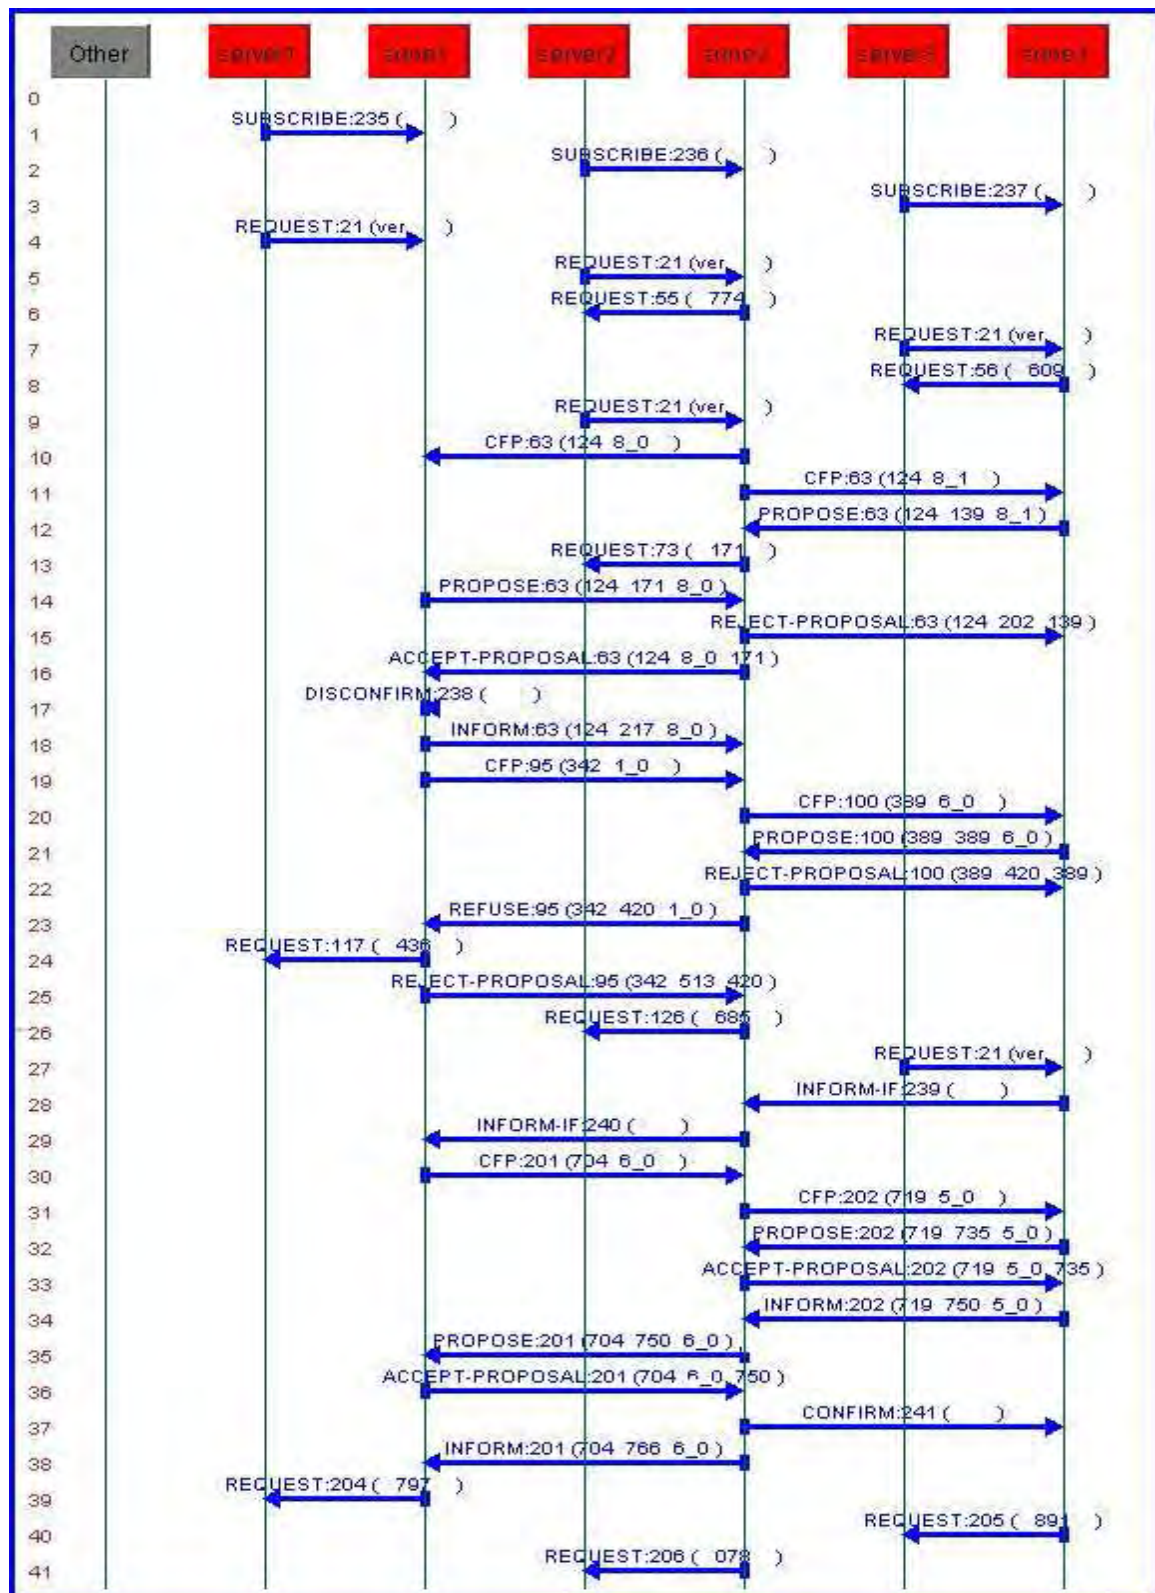 Other server1 server2 server3
0
SUBSCRIBE:235 ( )
1
SUBSCRIBE:236 ( )
2
SUBSCRIBE:237 ( )
3
REQUEST:21 (ver )
4
REQUEST:21 (ver )
5
REQUEST:55 ( 774 )
6
REQUEST:21 (ver )
7
REQUEST:56 ( 609 )
8
REQUEST:21 (ver )
9
CFP:63 (124 8_0 )
10
CFP:63 (124 8_1 )
11
PROPOSE:63 (124 139 8_1 )
12
REQUEST:73 ( 171 )
13
PROPOSE:63 (124 171 8_0 )
14
REJECT-PROPOSAL:63 (124 202 139 )
15
ACCEPT-PROPOSAL:63 (124 8_0 171 )
16
DISCONFIRM:238 ( )
17
INFORM:63 (124 217 8_0 )
18
CFP:95 (342 1_0 )
19
CFP:100 (389 6_0 )
20
PROPOSE:100 (389 389 6_0 )
21
REJECT-PROPOSAL:100 (389 420 389 )
22
REFUSE:95 (342 420 1_0 )
23
REQUEST:117 ( 436 )
24
REJECT-PROPOSAL:95 (342 513 420 )
25
REQUEST:126 ( 685 )
26
REQUEST:21 (ver )
27
INFORM-IF:239 ( )
28
INFORM-IF:240 ( )
29
CFP:201 (704 6_0 )
30
CFP:202 (719 5_0 )
31
PROPOSE:202 (719 735 5_0 )
32
ACCEPT-PROPOSAL:202 (719 5_0 735 )
33
INFORM:202 (719 750 5_0 )
34
PROPOSE:201 (704 750 6_0 )
35
ACCEPT-PROPOSAL:201 (704 6_0 750 )
36
CONFIRM:241 ( )
37
INFORM:201 (704 766 6_0 )
38
REQUEST:204 ( 797 )
39
REQUEST:205 ( 891 )
40
REQUEST:206 ( 078 )
41